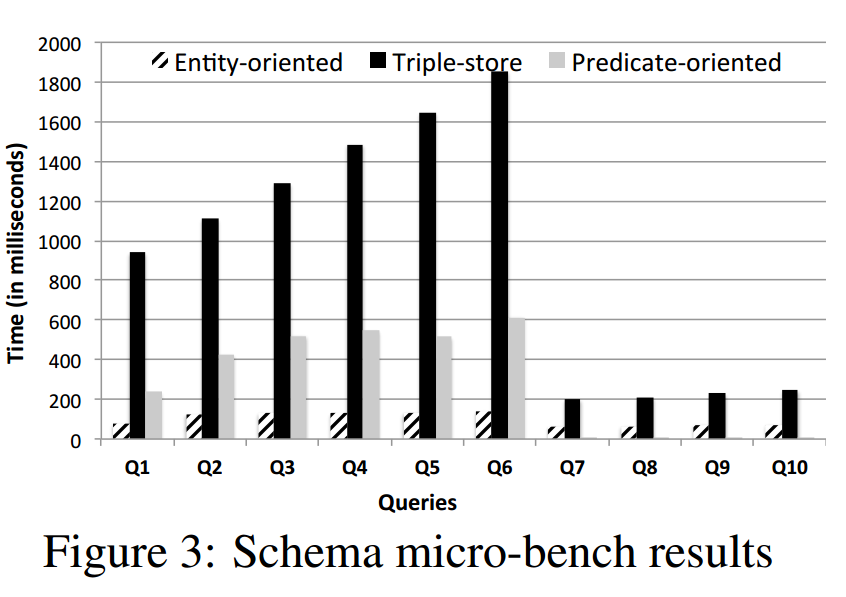 2000
Entity-oriented Triple-store Predicate-oriented
1800
1600
1400
1200
1000
800
600
400
200
0
Time (in milliseconds)
Q1 Q2 Q3 Q4 Q5 Q6 Q7 Q8 Q9 Q10
Queries
Figure 3: Schema micro-bench results